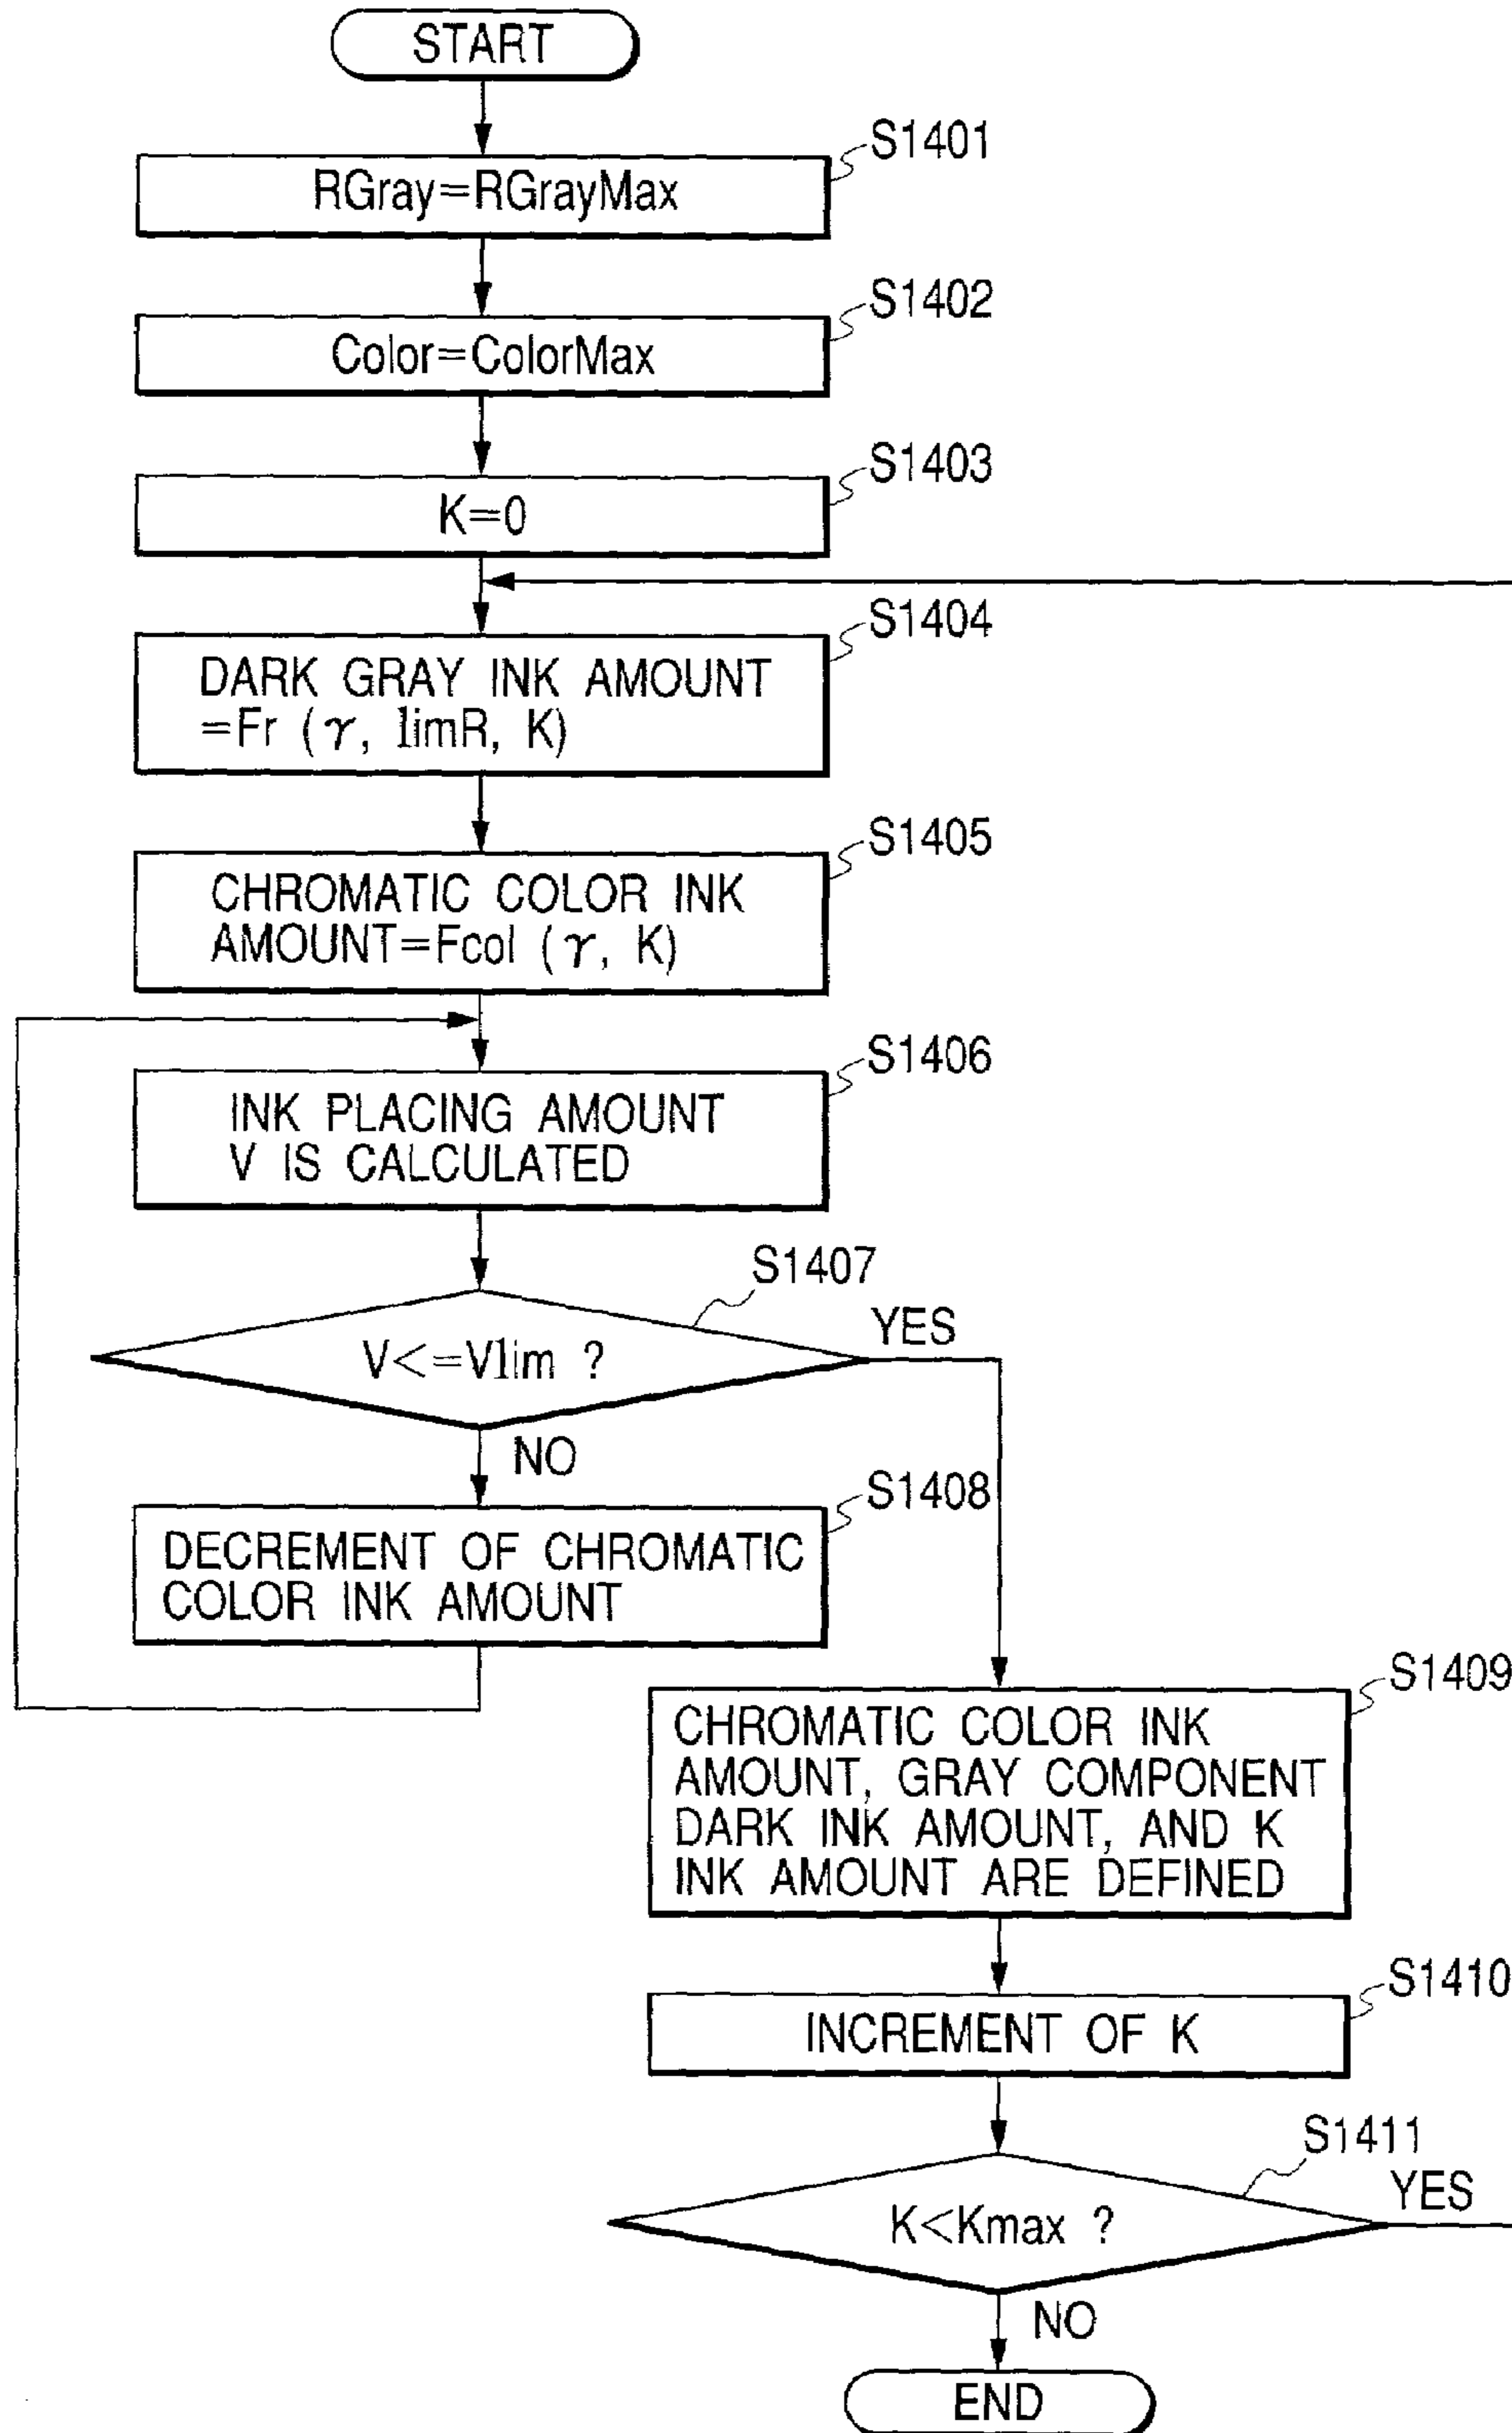 START
S1401
RGray=RGrayMax
S1402
Color=ColorMax
S1403
K=0
S1404
DARK GRAY INK AMOUNT
=Fr (γ, limR, K)
S1405
CHROMATIC COLOR INK
AMOUNT=Fcol (γ, K)
S1406
INK PLACING AMOUNT
V IS CALCULATED
S1407
V<=Vlim ?
YES
NO
S1408
DECREMENT OF CHROMATIC
COLOR INK AMOUNT
S1409
CHROMATIC COLOR INK
AMOUNT, GRAY COMPONENT
DARK INK AMOUNT, AND K
INK AMOUNT ARE DEFINED
S1410
INCREMENT OF K
S1411
K<Kmax ?
YES
NO
END